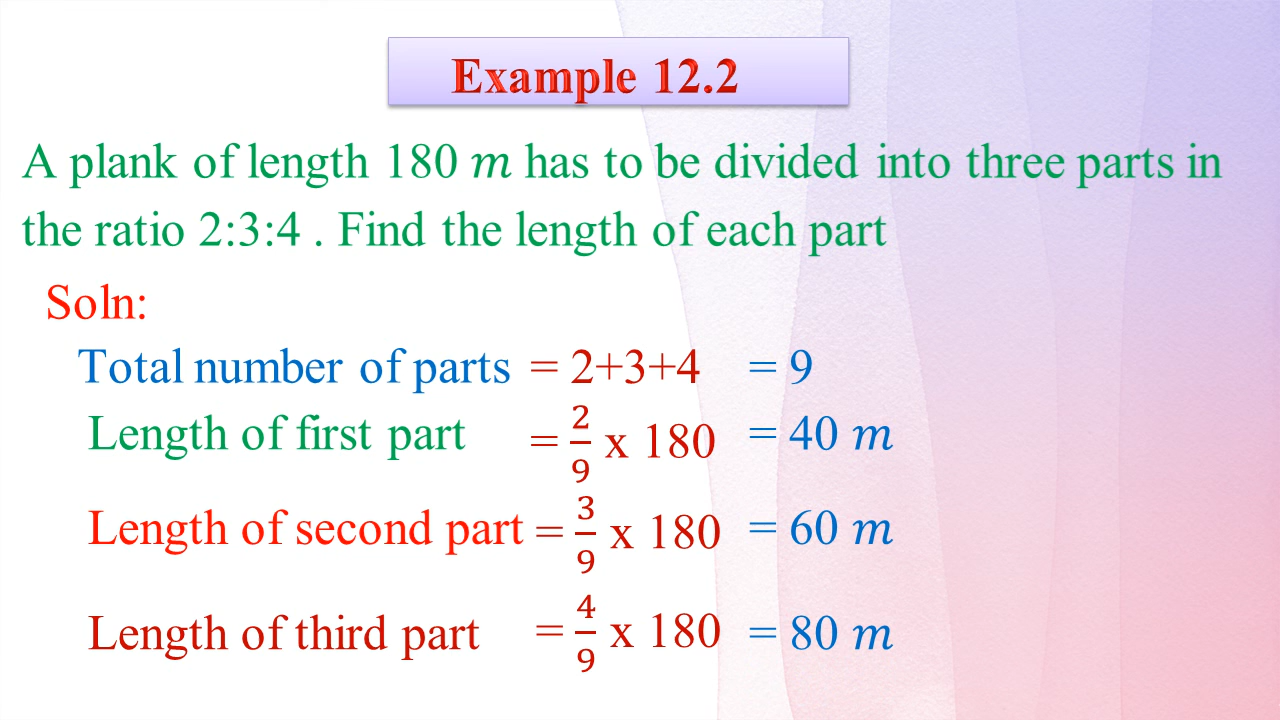 Example 12.2
A plank of length 180 m has to be divided into three parts in
the ratio 2:3:4 . Find the length of each part
Soln:
Total number of parts = 2+3+4 = 9
Length of first part = 2/9 x 180 = 40 m
Length of second part = 3/9 x 180 = 60 m
Length of third part = 4/9 x 180 = 80 m